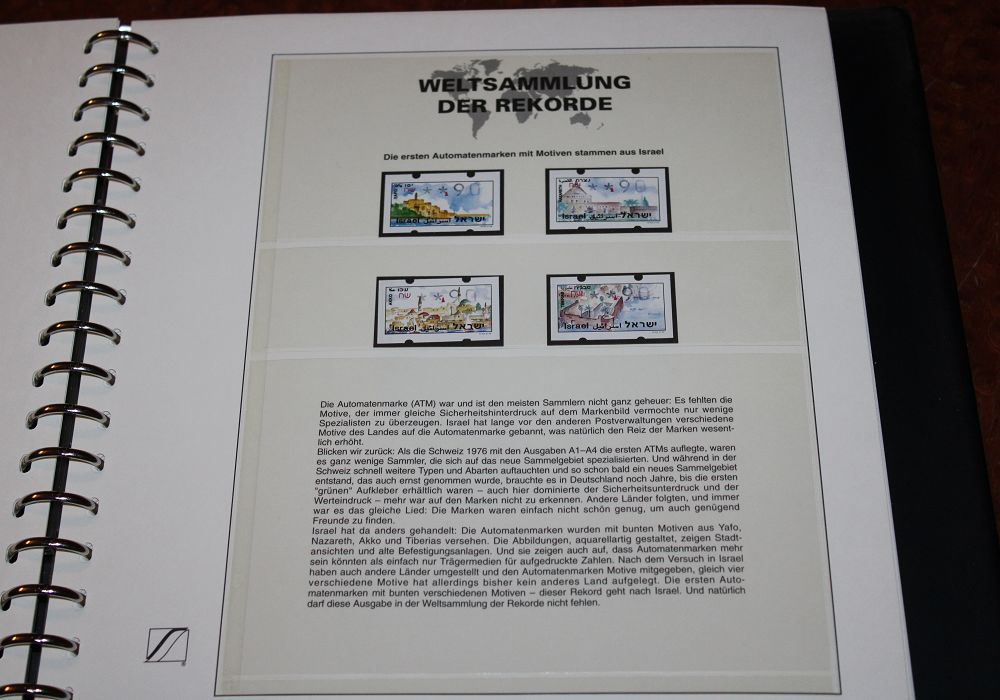 WELTSAMMLUNG
DER REKORDE
Die ersten Automatenmarken mit Motiven stammen aus Israel
90
Israel اسرائيل ישראל
90
Israel اسرائيل ישראל
90
Israel اسرائيل ישראל
90
Israel اسرائيل ישראל
Die Automatenmarke (ATM) war und ist den meisten Sammlern nicht ganz geheuer: Es fehlten die
Motive, der immer gleiche Sicherheitshinterdruck auf dem Markenbild vermochte nur wenige
Spezialisten zu überzeugen. Israel hat lange vor den anderen Postverwaltungen verschiedene
Motive des Landes auf die Automatenmarke gebannt, was natürlich den Reiz der Marken wesent-
lich erhöht.
Blicken wir zurück: Als die Schweiz 1976 mit den Ausgaben A1–A4 die ersten ATMs auflegte, waren
es ganz wenige Sammler, die sich auf das neue Sammelgebiet spezialisierten. Und während in der
Schweiz schnell weitere Typen und Abarten auftauchten und so schon bald ein neues Sammelgebiet
entstand, das auch ernst genommen wurde, brauchte es in Deutschland noch Jahre, bis die ersten
"grünen" Aufkleber erhältlich waren – auch hier dominierte der Sicherheitsunterdruck und der
Werteindruck – mehr war auf den Marken nicht zu erkennen. Andere Länder folgten, und immer
war es das gleiche Lied: Die Marken waren einfach nicht schön genug, um auch genügend
Freunde zu finden.
Israel hat da anders gehandelt: Die Automatenmarken wurden mit bunten Motiven aus Yafo,
Nazareth, Akko und Tiberias versehen. Die Abbildungen, aquarellartig gestaltet, zeigen Stadt-
ansichten und alte Befestigungsanlagen. Und sie zeigen auch auf, dass Automatenmarken mehr
sein könnten als einfach nur Trägermedien für aufgedruckte Zahlen. Nach dem Versuch in Israel
haben auch andere Länder umgestellt und den Automatenmarken Motive mitgegeben, gleich vier
verschiedene Motive hat allerdings bisher kein anderes Land aufgelegt. Die ersten Auto-
matenmarken mit bunten verschiedenen Motiven – dieser Rekord geht nach Israel. Und natürlich
darf diese Ausgabe in der Weltsammlung der Rekorde nicht fehlen.